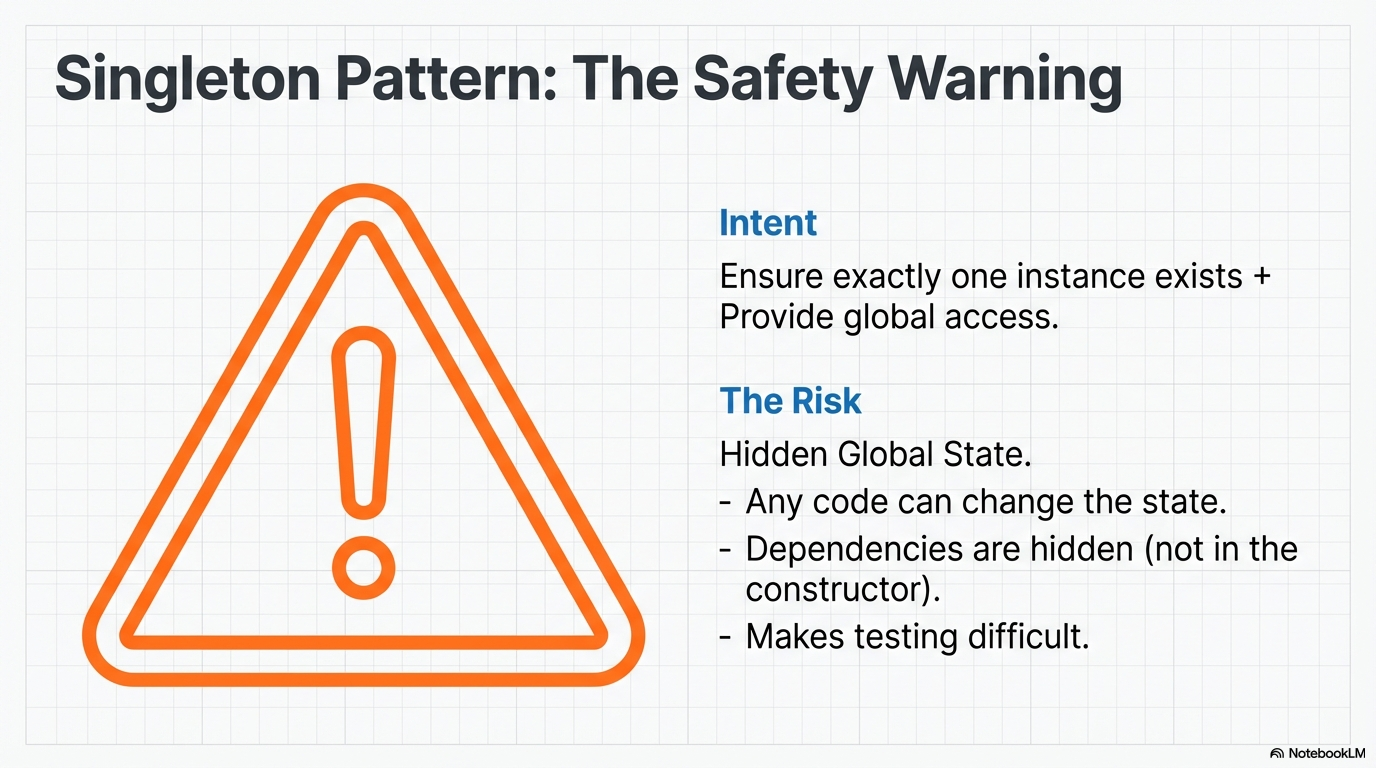 Singleton Pattern: The Safety Warning
Intent
Ensure exactly one instance exists +
Provide global access.
The Risk
Hidden Global State.
- Any code can change the state.
- Dependencies are hidden (not in the
constructor).
- Makes testing difficult.
NotebookLM